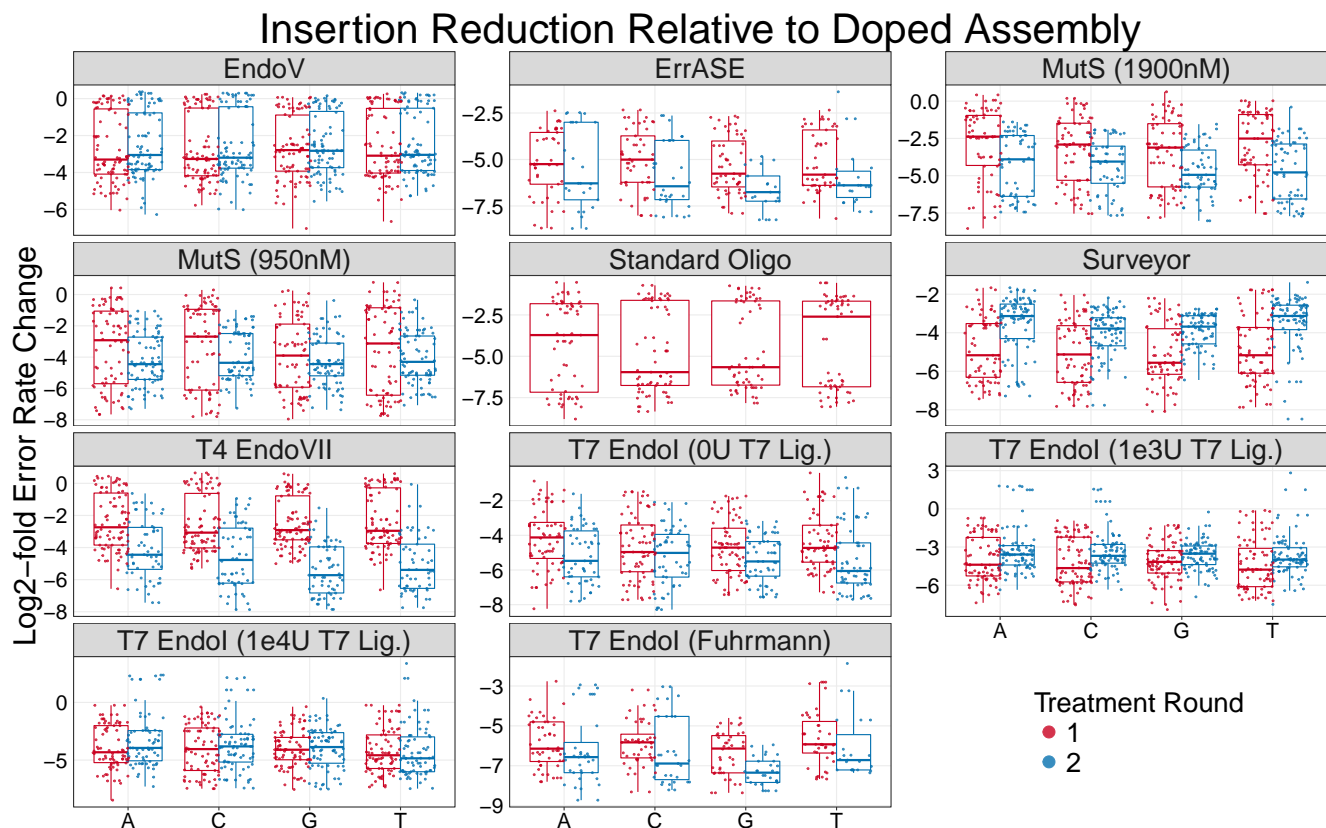 Insertion Reduction Relative to Doped Assembly
EndoV
ErrASE
MutS (1900nM)
0
−2
−4
−6
−2.5
−5.0
−7.5
0.0
−2.5
−5.0
−7.5
MutS (950nM)
Standard Oligo
Surveyor
0
−2
−4
−6
−8
−2.5
−5.0
−7.5
−2
−4
−6
−8
Log2−fold Error Rate Change
T4 EndoVII
T7 EndoI (0U T7 Lig.)
T7 EndoI (1e3U T7 Lig.)
0
−2
−4
−6
−8
−2
−4
−6
−8
3
0
−3
−6
A C G T
T7 EndoI (1e4U T7 Lig.)
T7 EndoI (Fuhrmann)
0
−5
−3
−5
−7
−9
A C G T
A C G T
Treatment Round
1
2